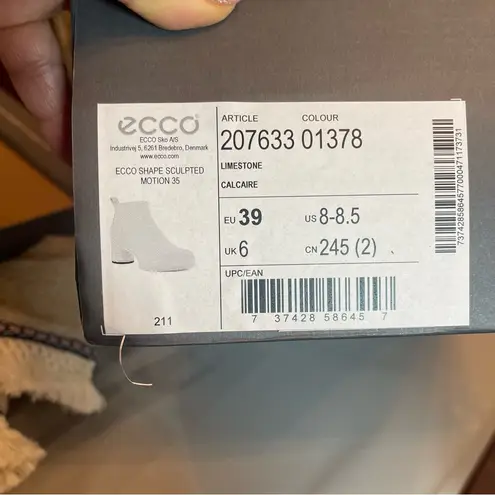 ecco
ECCO Sko A/S
Industrivej 5, 6261 Bredebro, Denmark
www.ecco.com
ECCO SHAPE SCULPTED
MOTION 35
211
ARTICLE COLOUR
207633 01378
LIMESTONE
CALCAIRE
EU 39 US 8-8.5
UK 6 CN 245 (2)
UPC/EAN
7 37428 58645 7
73742858645770004711737​31